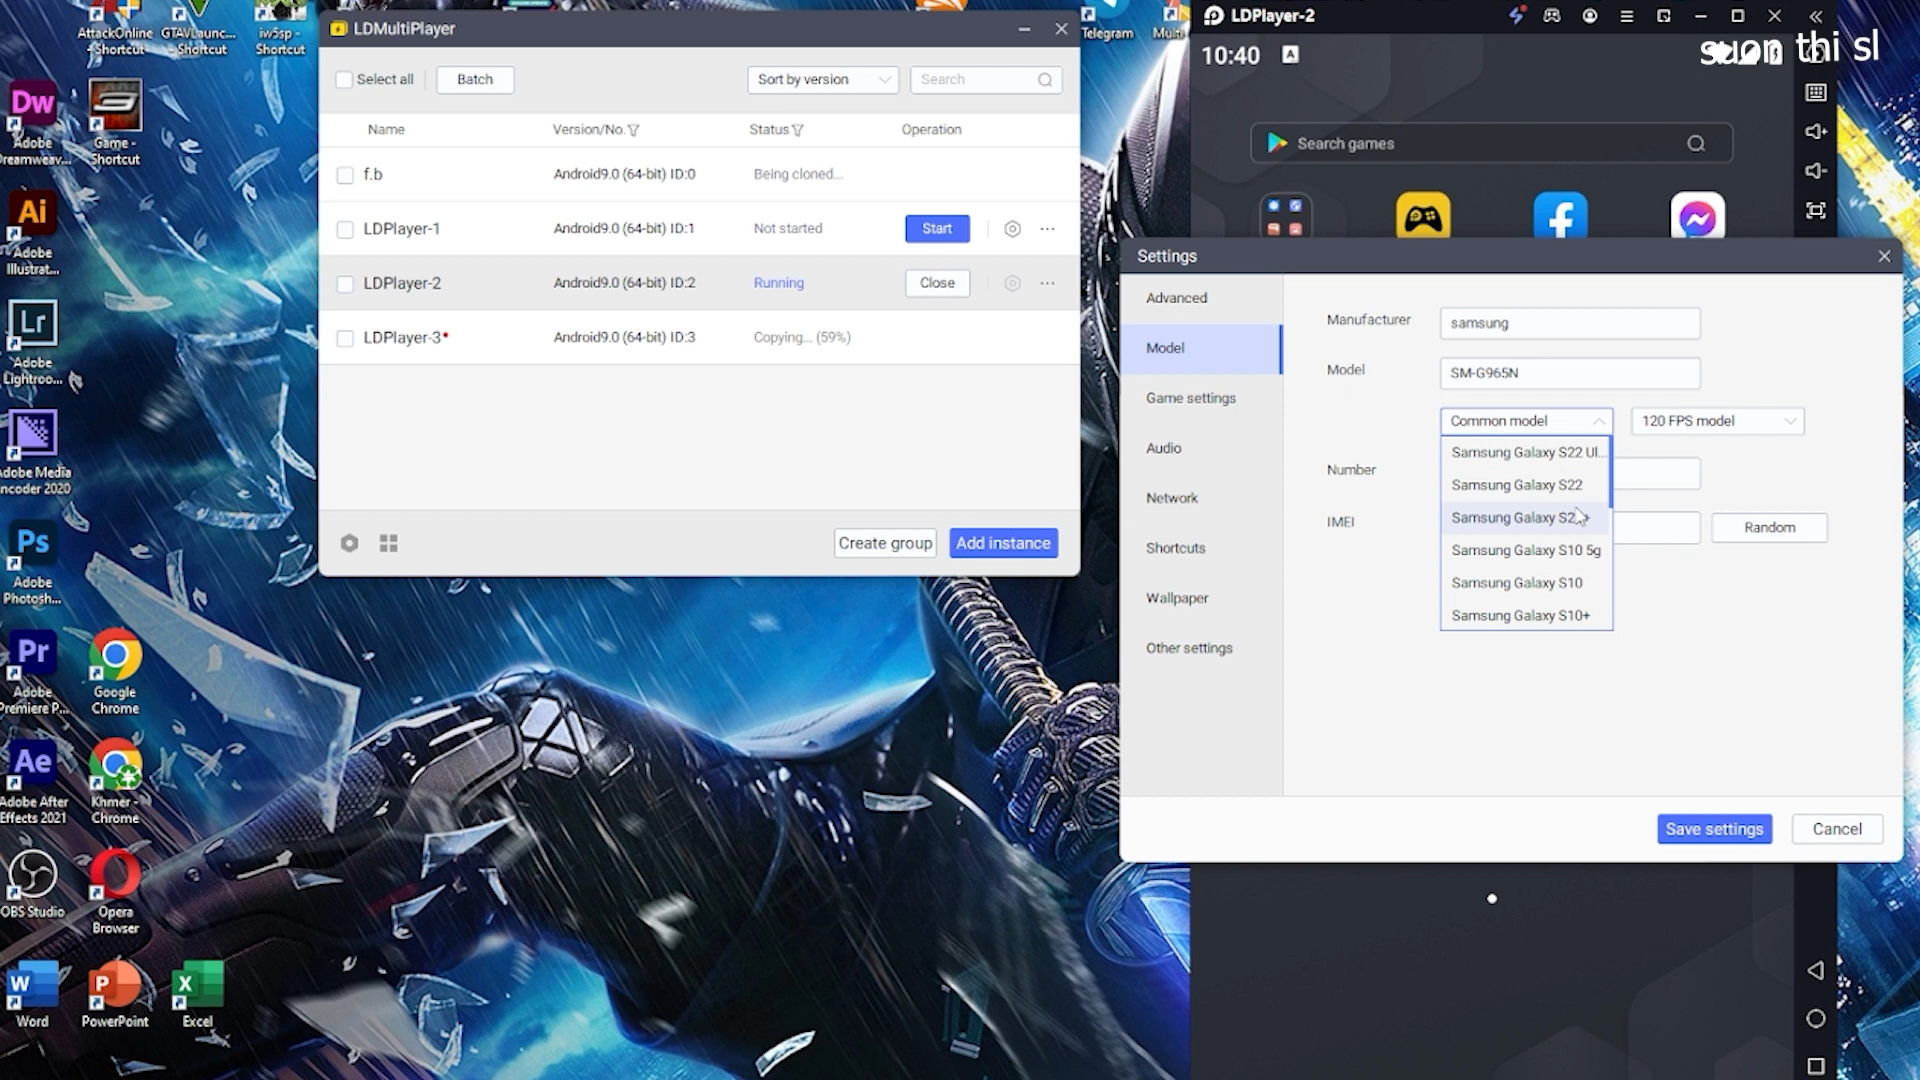 AttackOnline
- Shortcut
GTAVLaunc...
- Shortcut
iw5sp -
Shortcut
Dw
Adobe
Dreamweav...
Game -
Shortcut
Ai
Adobe
Illustrat...
Lr
Adobe
Lightroo...
Adobe Media
Encoder 2020
Ps
Adobe
Photosh...
Pr
Adobe
Premiere P...
Google
Chrome
Ae
Adobe After
Effects 2021
Khmer -
Chrome
OBS Studio
Opera
Browser
Word
PowerPoint
Excel
LDMultiPlayer
Select all
Batch
Sort by version
Search
Name
Version/No.
Status
Operation
f.b
Android9.0 (64-bit) ID:0
Being cloned...
LDPlayer-1
Android9.0 (64-bit) ID:1
Not started
Start
LDPlayer-2
Android9.0 (64-bit) ID:2
Running
Close
LDPlayer-3
Android9.0 (64-bit) ID:3
Copying... (59%)
Create group
Add instance
Telegram
LDPlayer-2
10:40
A
suon thi sl
Search games
Settings
Advanced
Model
Game settings
Audio
Network
Shortcuts
Wallpaper
Other settings
Manufacturer
samsung
Model
SM-G965N
Common model
120 FPS model
Samsung Galaxy S22 Ul...
Samsung Galaxy S22
Samsung Galaxy
Samsung Galaxy S10 5g
Samsung Galaxy S10
Samsung Galaxy S10+
Number
IMEI
Random
Save settings
Cancel